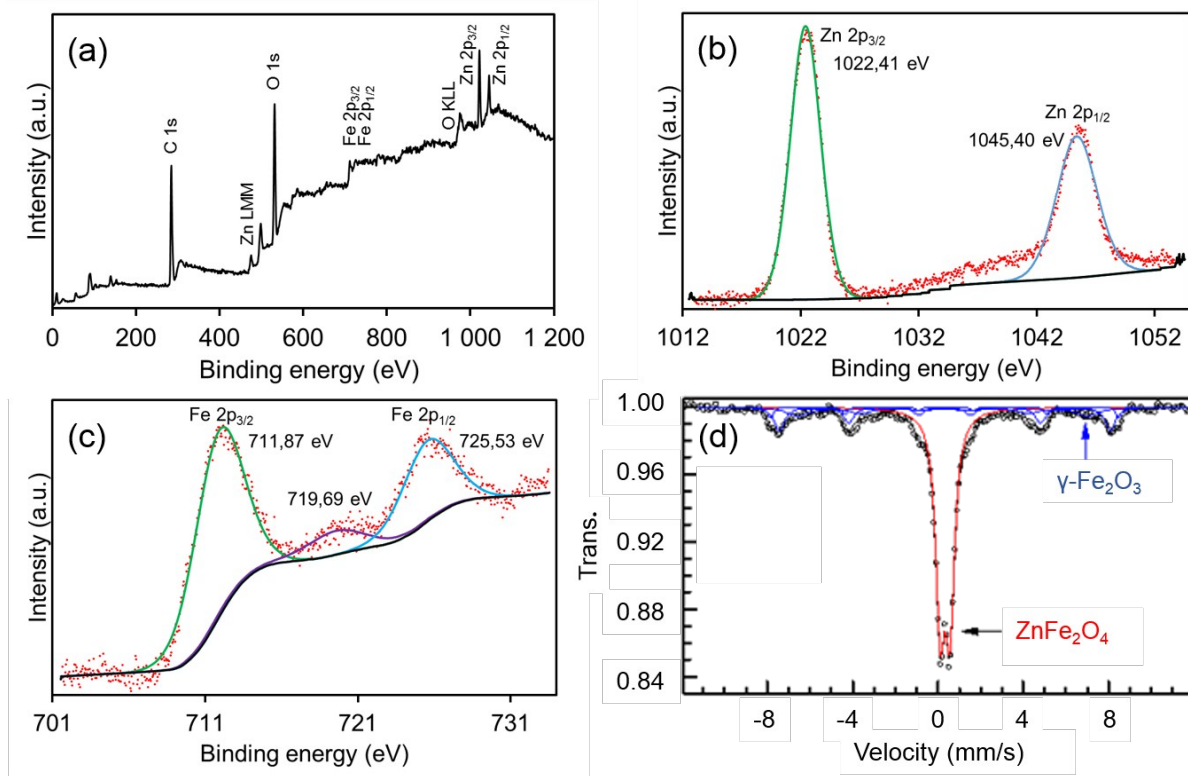 (a)
Intensity (a.u.)
C 1s
Zn LMM
O 1s
Fe 2p3/2
Fe 2p1/2
O KLL
Zn 2p3/2
Zn 2p1/2
0 200 400 600 800 1 000 1 200
Binding energy (eV)
(b)
Intensity (a.u.)
Zn 2p3/2
1022,41 eV
Zn 2p1/2
1045,40 eV
1012 1022 1032 1042 1052
Binding energy (eV)
(c)
Intensity (a.u.)
Fe 2p3/2
711,87 eV
719,69 eV
Fe 2p1/2
725,53 eV
701 711 721 731
Binding energy (eV)
(d)
Trans.
1.00
0.96
0.92
0.88
0.84
γ-Fe2O3
ZnFe2O4
-8 -4 0 4 8
Velocity (mm/s)